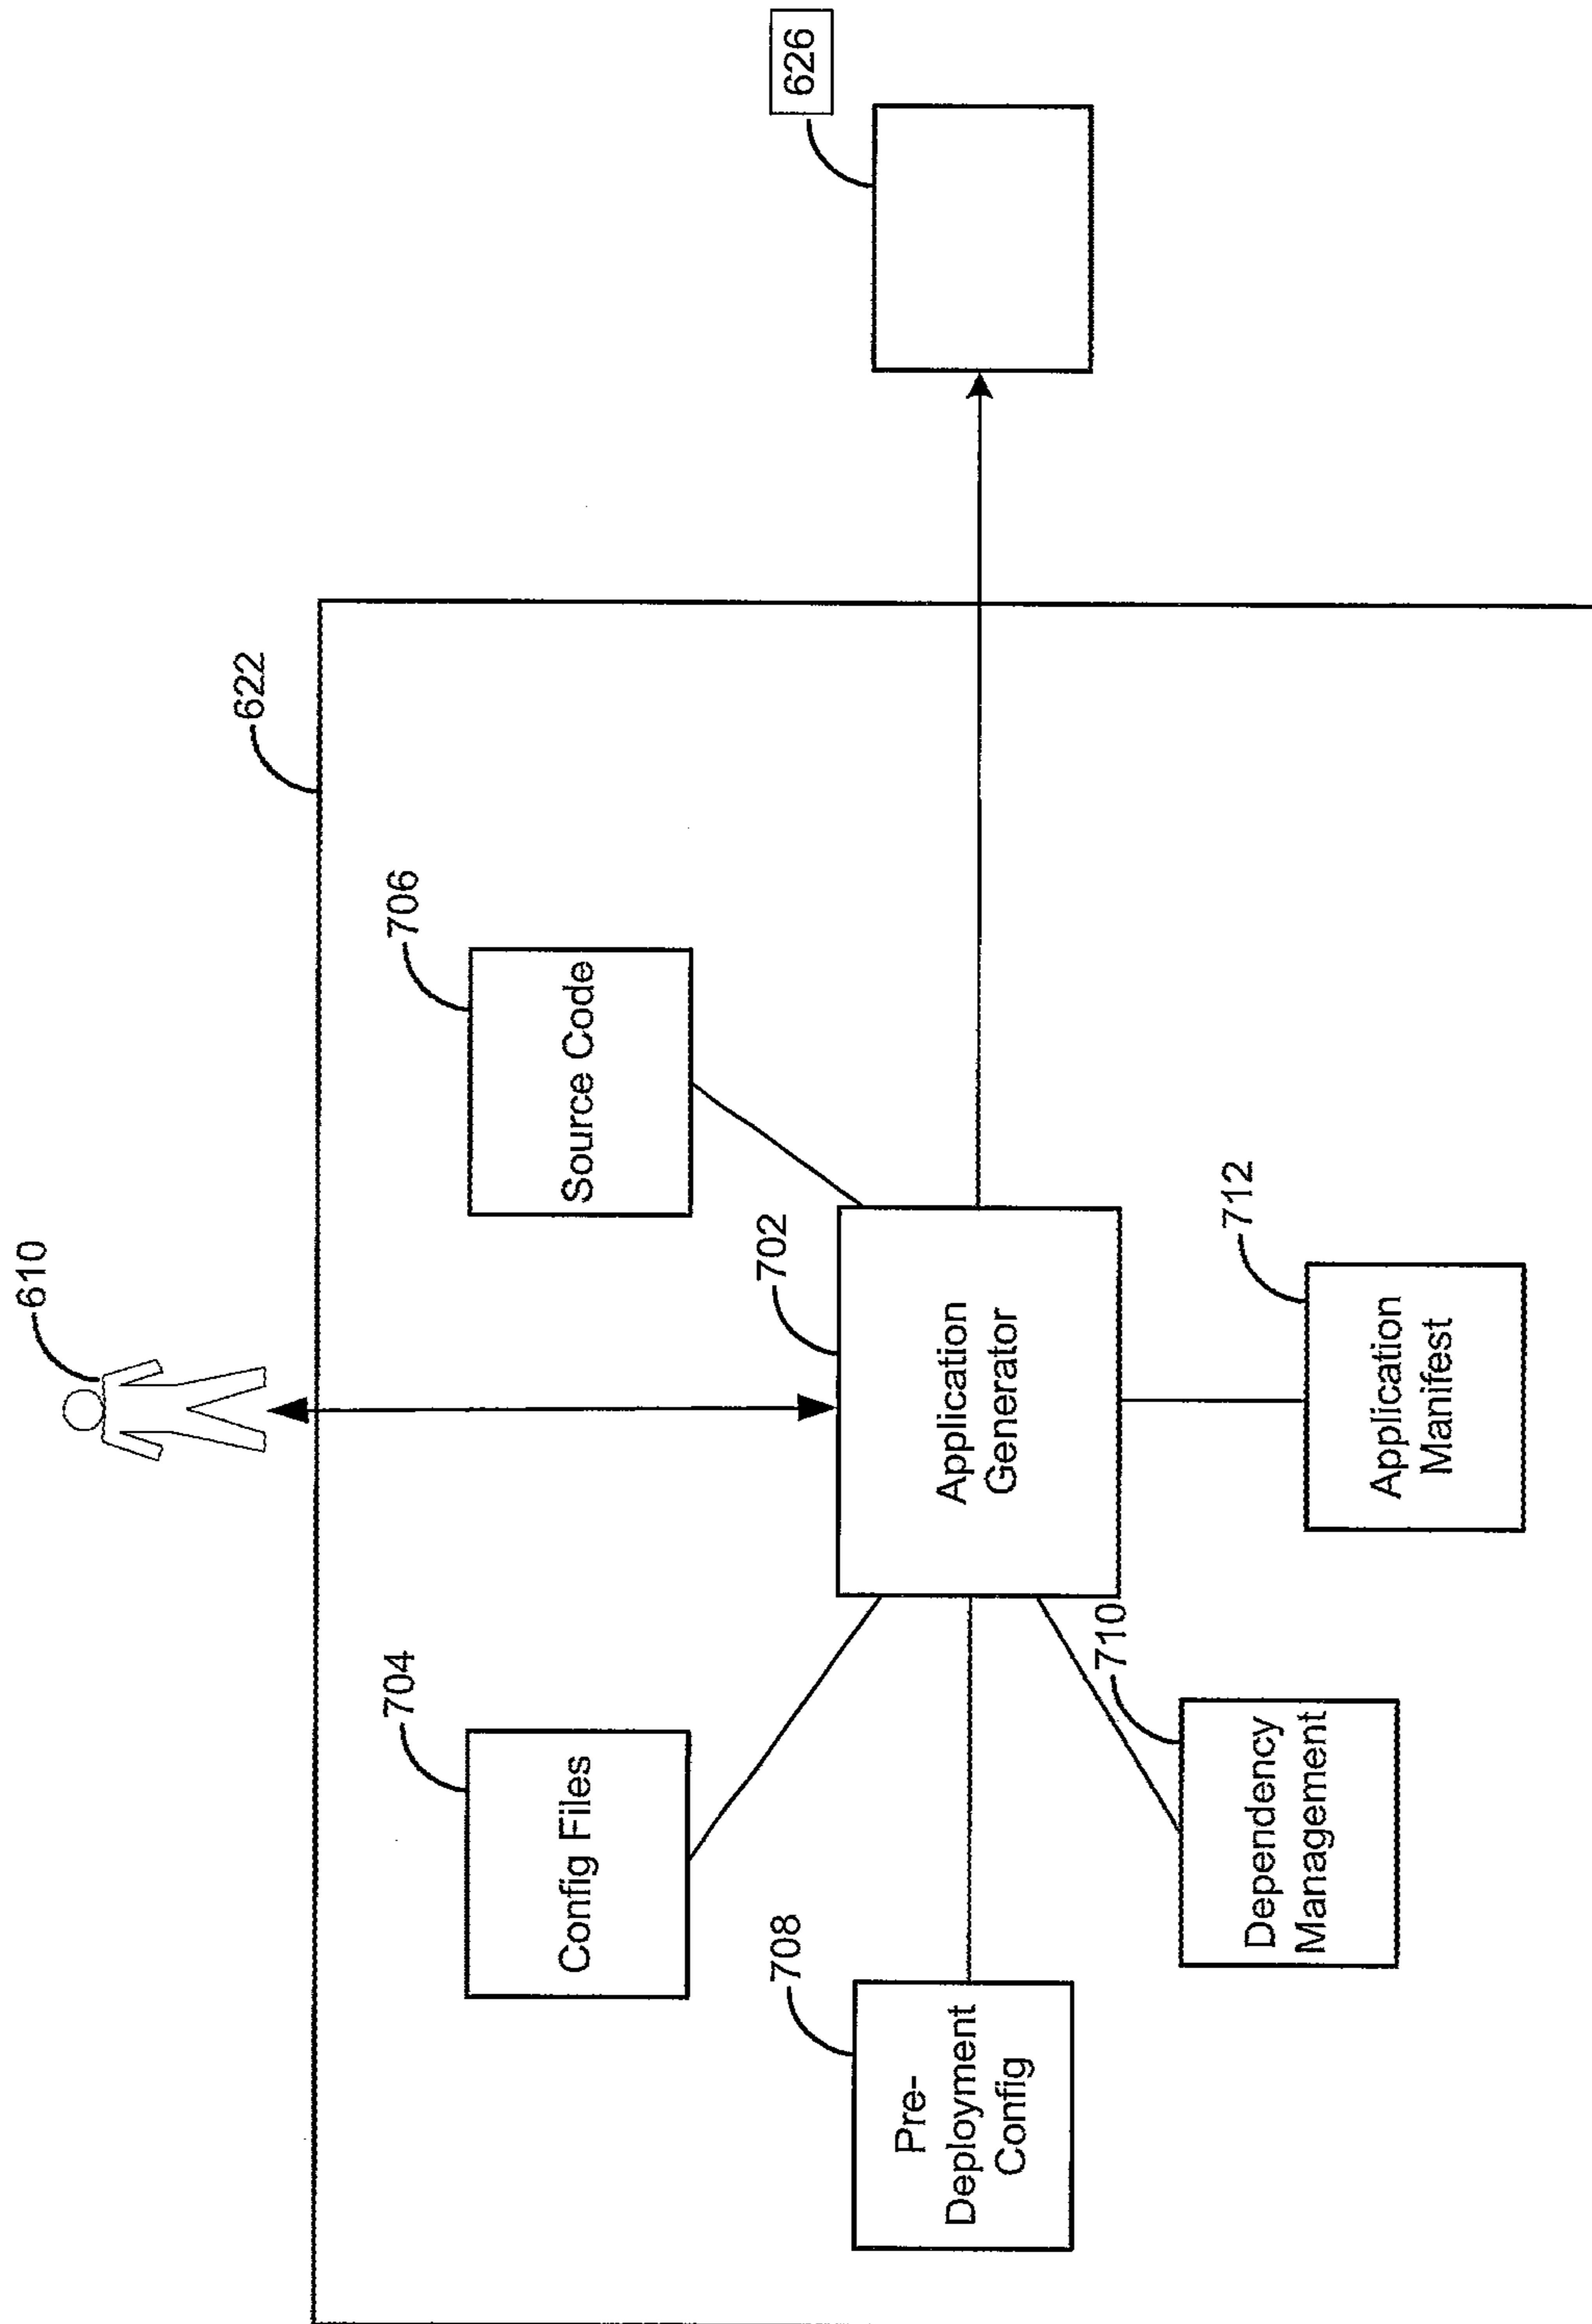 610
622
626
704
Config Files
706
Source Code
702
Application
Generator
708
Pre-
Deployment
Config
710
Dependency
Management
712
Application
Manifest